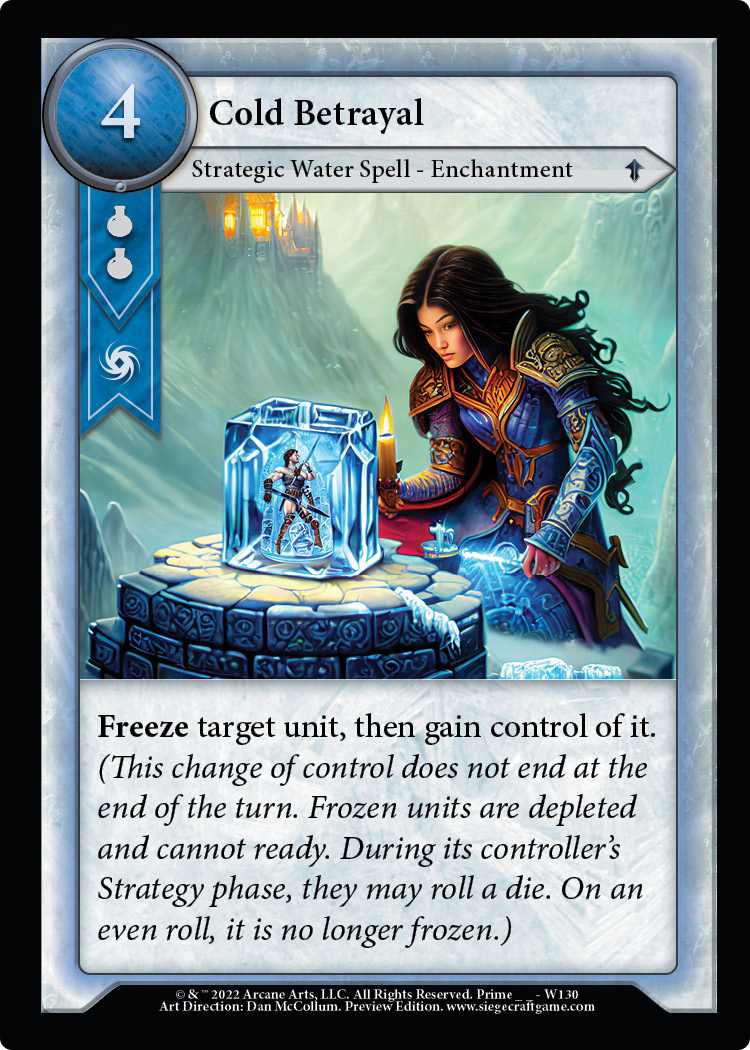 4
Cold Betrayal
Strategic Water Spell - Enchantment
Freeze target unit, then gain control of it.
(This change of control does not end at the
end of the turn. Frozen units are depleted
and cannot ready. During its controller’s
Strategy phase, they may roll a die. On an
even roll, it is no longer frozen.)
© & ™ 2022 Arcane Arts, LLC. All Rights Reserved. Prime _ _ - W130
Art Direction: Dan McCollum. Preview Edition. www.siegecraftgame.com